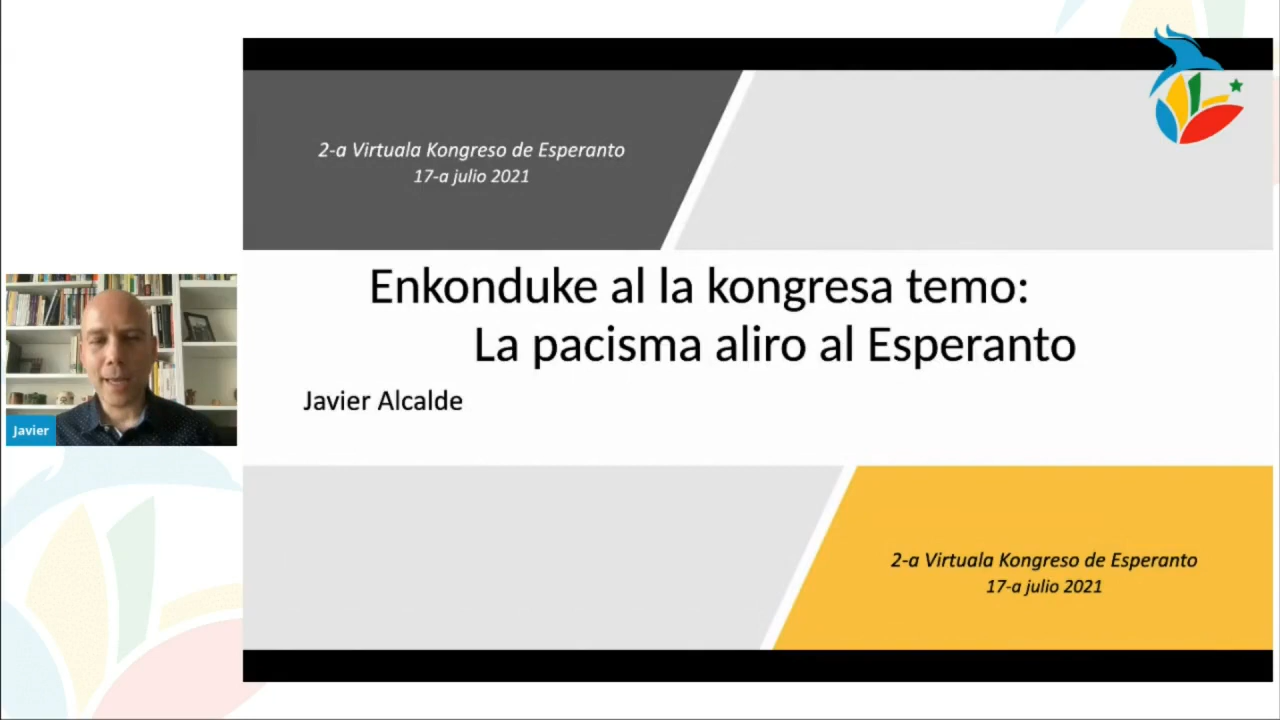 2-a Virtuala Kongreso de Esperanto
17-a julio 2021
Enkonduke al la kongresa temo:
La pacisma aliro al Esperanto
Javier Alcalde
Javier
2-a Virtuala Kongreso de Esperanto
17-a julio 2021